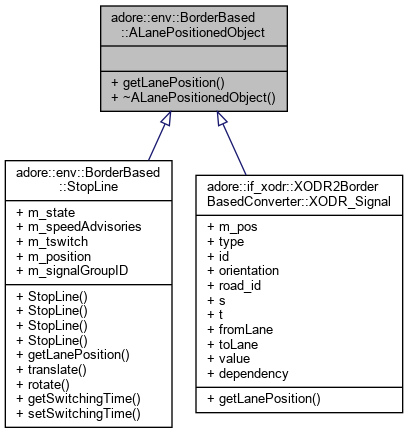 adore::env::BorderBased
::ALanePositionedObject
+ getLanePosition()
+ ~ALanePositionedObject()
adore::env::BorderBased
::StopLine
+ m_state
+ m_speedAdvisories
+ m_tswitch
+ m_position
+ m_signalGroupID
+ StopLine()
+ StopLine()
+ StopLine()
+ StopLine()
+ getLanePosition()
+ translate()
+ rotate()
+ getSwitchingTime()
+ setSwitchingTime()
adore::if_xodr::XODR2Border
BasedConverter::XODR_Signal
+ m_pos
+ type
+ id
+ orientation
+ road_id
+ s
+ t
+ fromLane
+ toLane
+ value
+ dependency
+ getLanePosition()